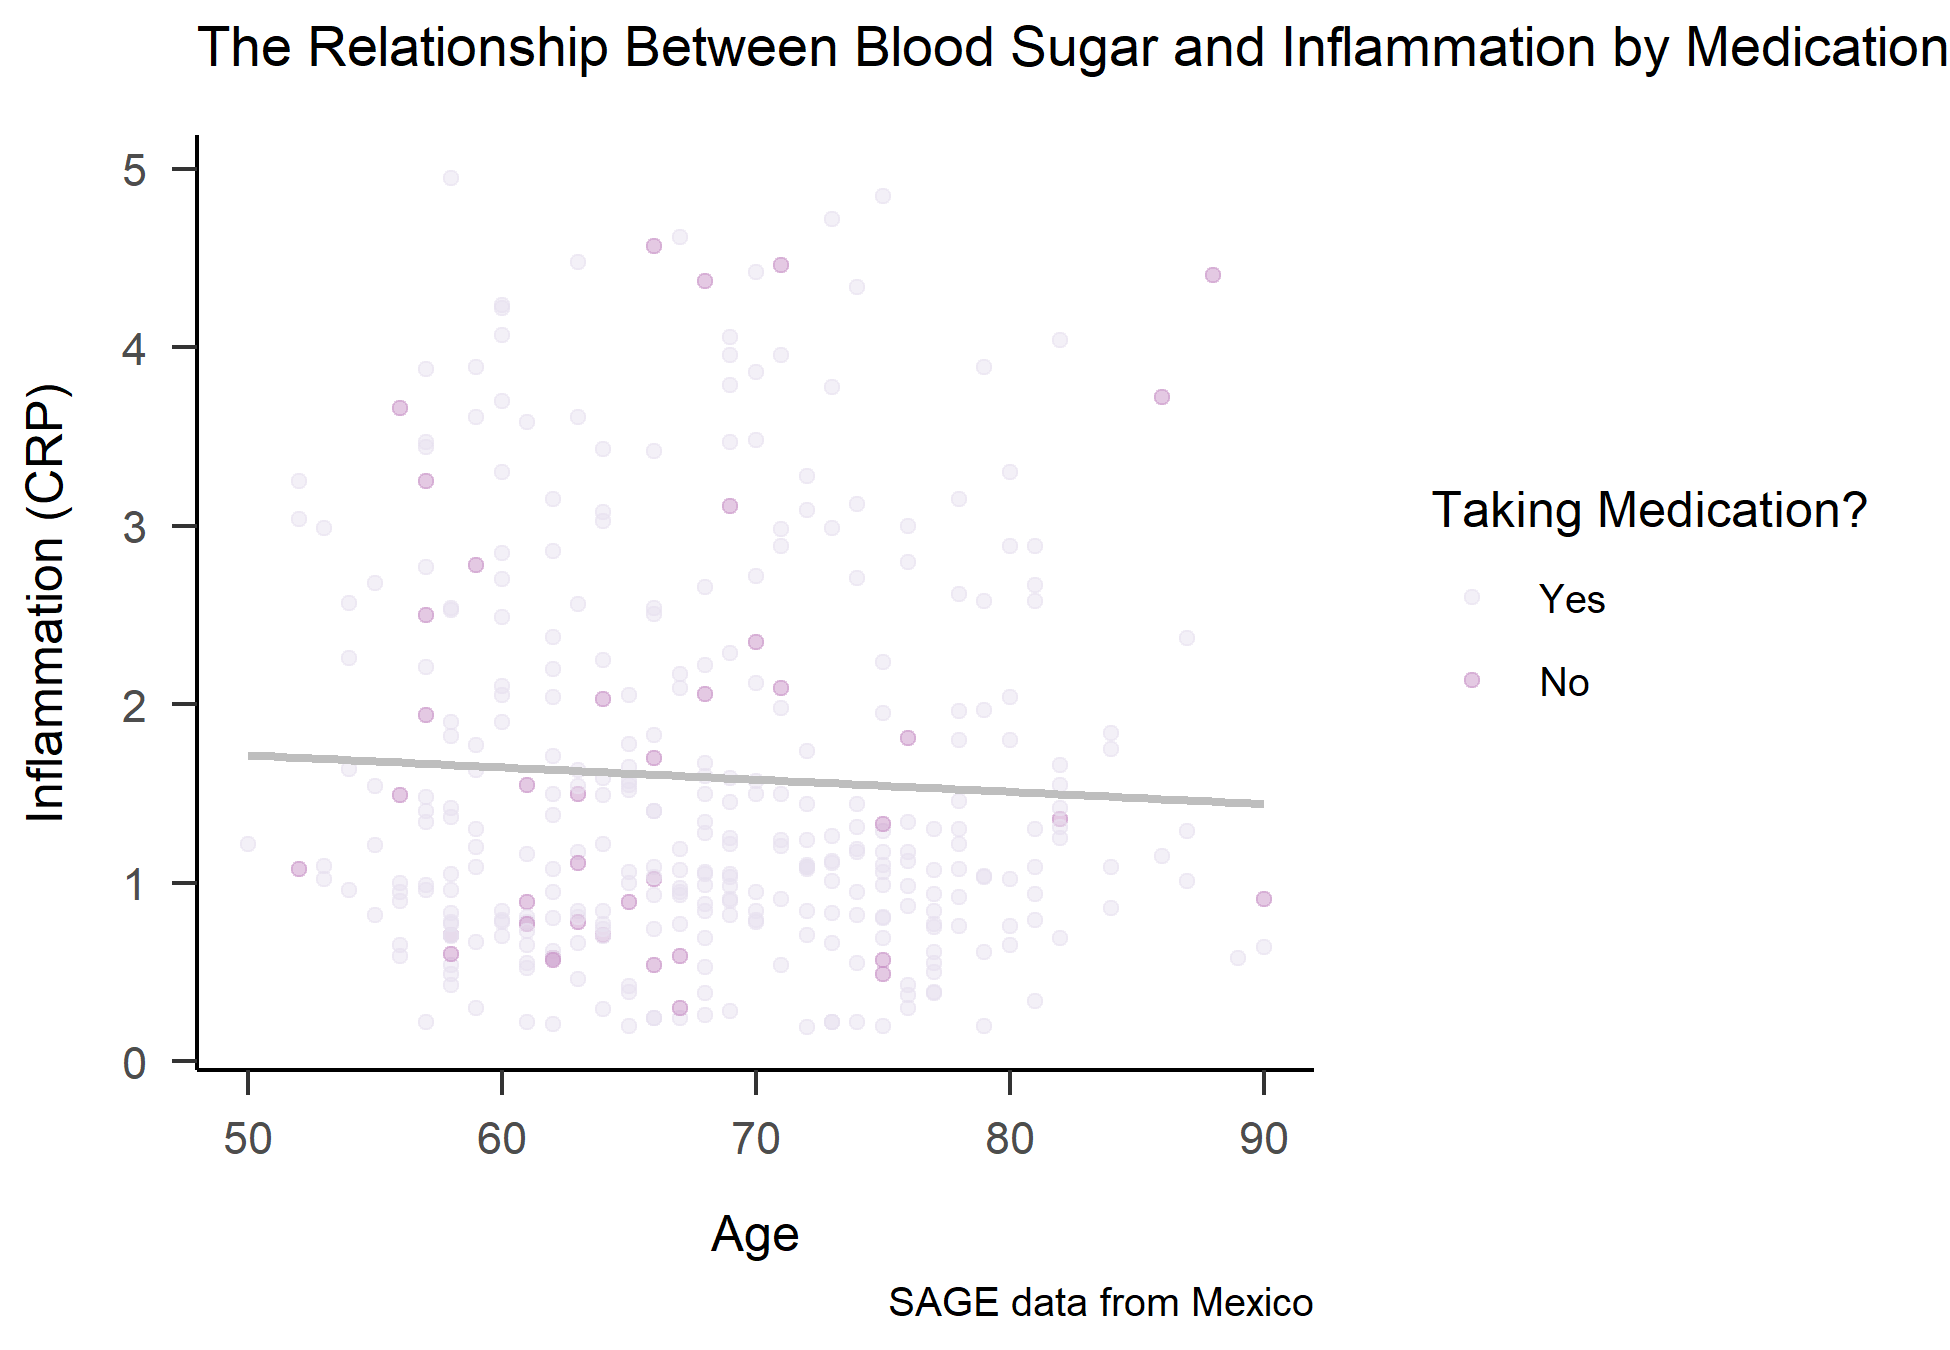 The Relationship Between Blood Sugar and Inflammation by Medication
5
4
3
2
1
0
Inflammation (CRP)
50 60 70 80 90
Age
Taking Medication?
Yes
No
SAGE data from Mexico